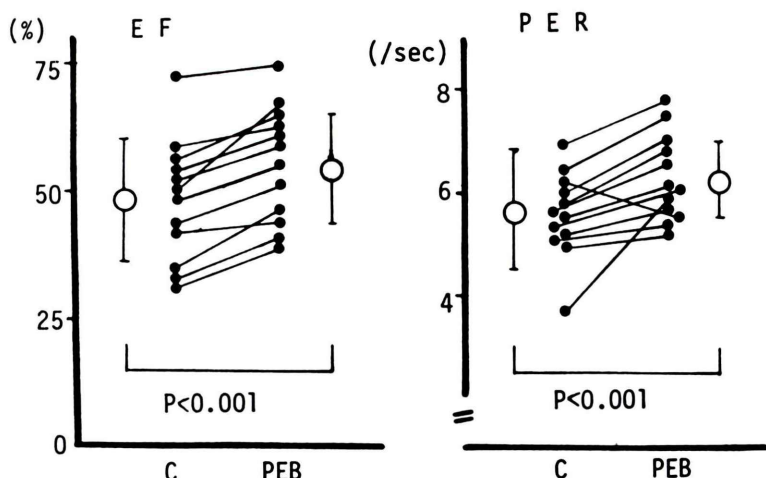 (%) E F
75
50
25
0
P<0.001
C PEB
P E R
(/sec)
8
6
4
P<0.001
C PEB